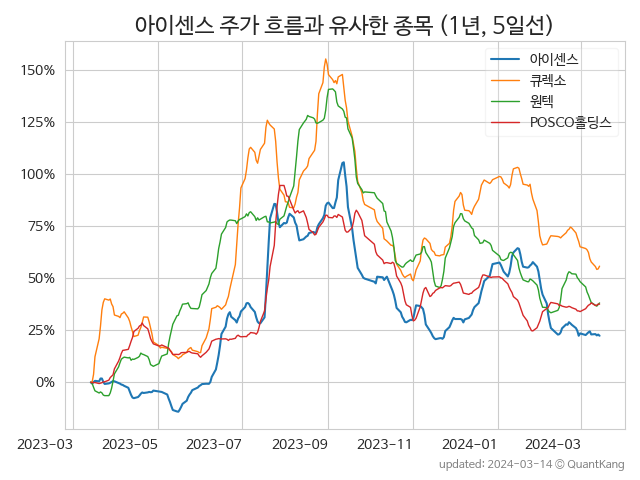 아이센스 주가 흐름과 유사한 종목 (1년, 5일선)
아이센스
큐렉소
원텍
POSCO홀딩스
150%
125%
100%
75%
50%
25%
0%
2023-03
2023-05
2023-07
2023-09
2023-11
2024-01
2024-03
updated: 2024-03-14 © QuantKang